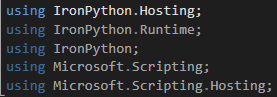 using IronPython.Hosting;
using IronPython.Runtime;
using IronPython;
using Microsoft.Scripting;
using Microsoft.Scripting.Hosting;